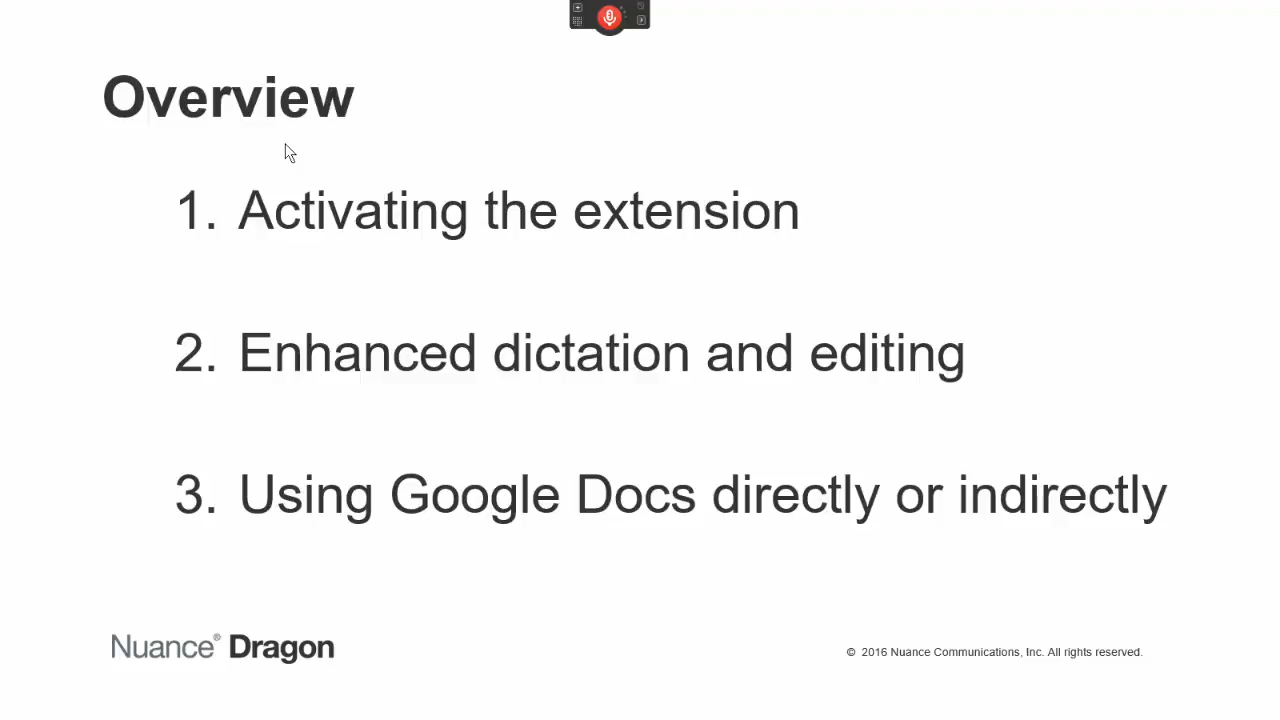 Overview
1. Activating the extension
2. Enhanced dictation and editing
3. Using Google Docs directly or indirectly
Nuance® Dragon
© 2016 Nuance Communications, Inc. All rights reserved.